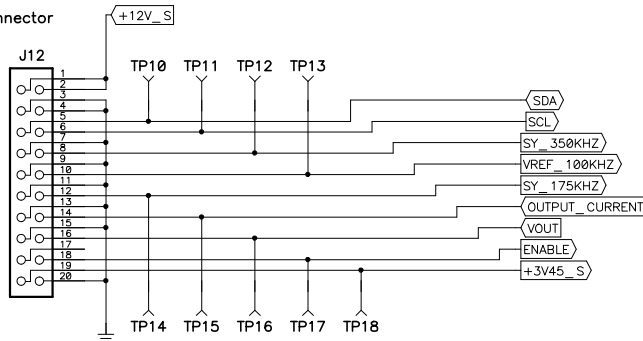 nnector
+12V_S
J12
TP10 TP11 TP12 TP13
1
2
3
4
5
6
7
8
9
10
11
12
13
14
15
16
17
18
19
20
SDA
SCL
SY_350KHZ
VREF_100KHZ
SY_175KHZ
OUTPUT_CURRENT
VOUT
ENABLE
+3V45_S
TP14 TP15 TP16 TP17 TP18